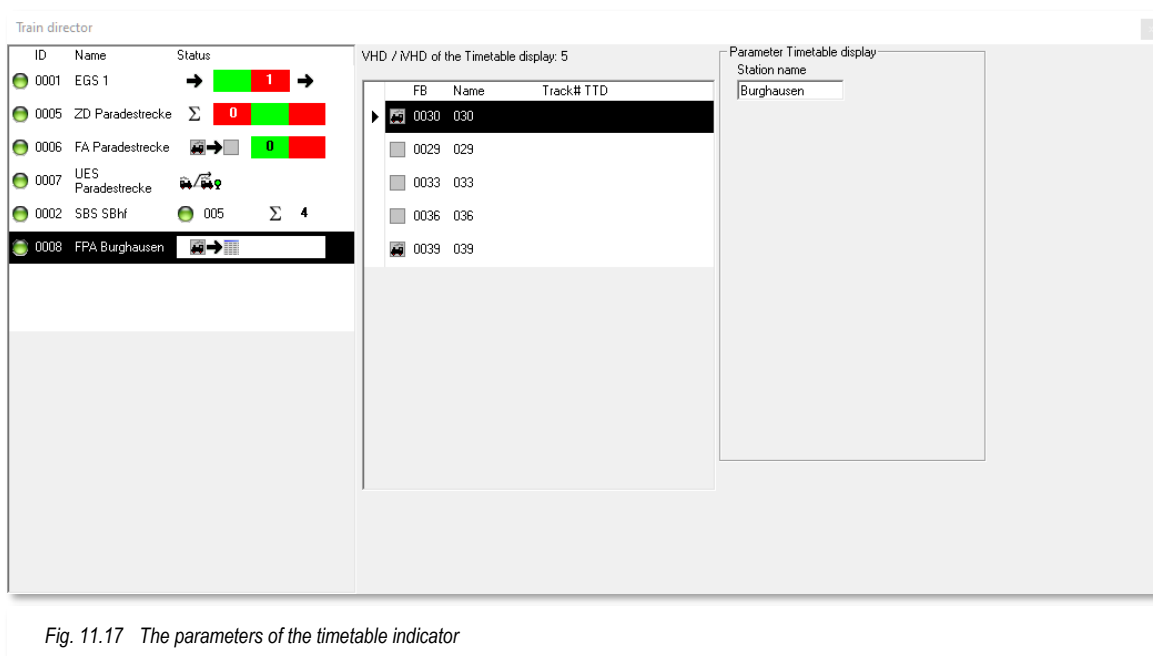 Train director
ID Name Status
0001 EGS 1 1
0005 ZD Paradestrecke Σ 0
0006 FA Paradestrecke 0
0007 UES Paradestrecke
0002 SBS SBhf 005 Σ 4
0008 FPA Burghausen
VHD / iVHD of the Timetable display: 5
FB Name Track# TTD
0030 030
0029 029
0033 033
0036 036
0039 039
Parameter Timetable display
Station name
Burghausen
Fig. 11.17 The parameters of the timetable indicator